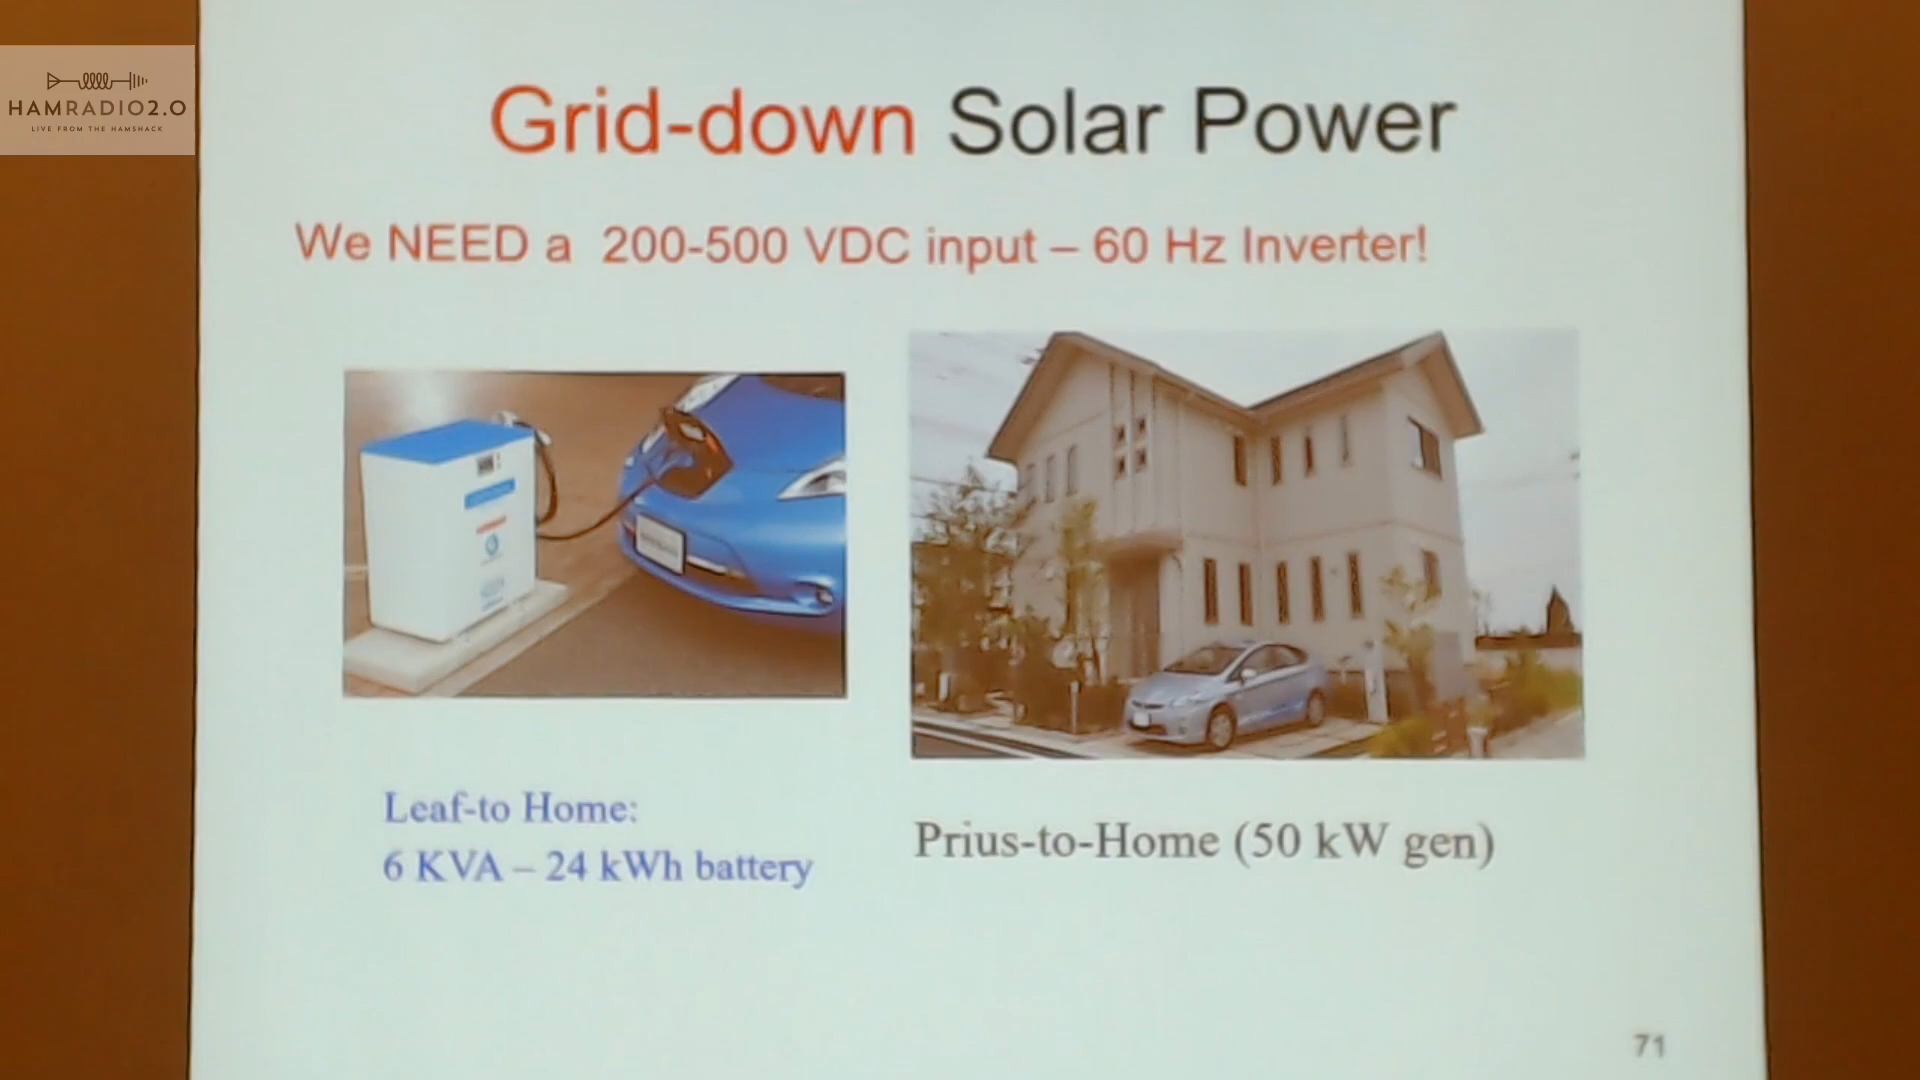 HAMRADIO2.0
LIVE FROM THE HAMSHACK
Grid-down Solar Power
We NEED a 200-500 VDC input – 60 Hz Inverter!
Leaf-to Home:
6 KVA – 24 kWh battery
Prius-to-Home (50 kW gen)
71